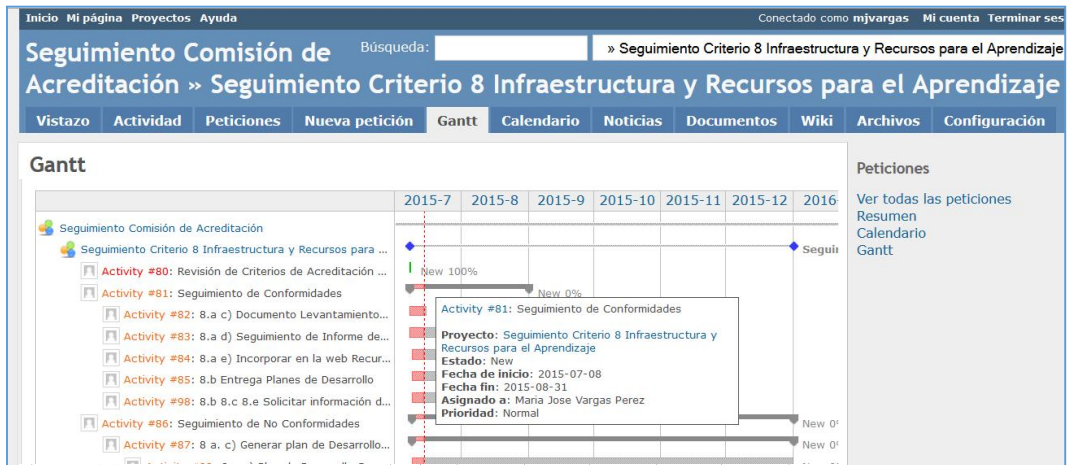 Inicio Mi página Proyectos Ayuda
Conectado como mjvargas Mi cuenta Terminar ses
Seguimiento Comisión de
Búsqueda:
» Seguimiento Criterio 8 Infraestructura y Recursos para el Aprendizaje
Acreditación » Seguimiento Criterio 8 Infraestructura y Recursos para el Aprendizaje
Vistazo Actividad Peticiones Nueva petición Gantt Calendario Noticias Documentos Wiki Archivos Configuración
Gantt
2015-7 2015-8 2015-9 2015-10 2015-11 2015-12 2016-
Seguimiento Comisión de Acreditación
Seguimiento Criterio 8 Infraestructura y Recursos para ...
Seguin
Activity #80: Revisión de Criterios de Acreditación ...
New 100%
Activity #81: Seguimiento de Conformidades
New 0%
Activity #82: 8.a c) Documento Levantamiento...
Activity #83: 8.a d) Seguimiento de Informe de...
Activity #84: 8.a e) Incorporar en la web Recur...
Activity #85: 8.b Entrega Planes de Desarrollo
Activity #98: 8.b 8.c 8.e Solicitar información d...
Activity #86: Seguimiento de No Conformidades
New 0%
Activity #87: 8 a. c) Generar plan de Desarrollo...
New 0%
Activity #81: Seguimiento de Conformidades
Proyecto: Seguimiento Criterio 8 Infraestructura y
Recursos para el Aprendizaje
Estado: New
Fecha de inicio: 2015-07-08
Fecha fin: 2015-08-31
Asignado a: Maria Jose Vargas Perez
Prioridad: Normal
Peticiones
Ver todas las peticiones
Resumen
Calendario
Gantt